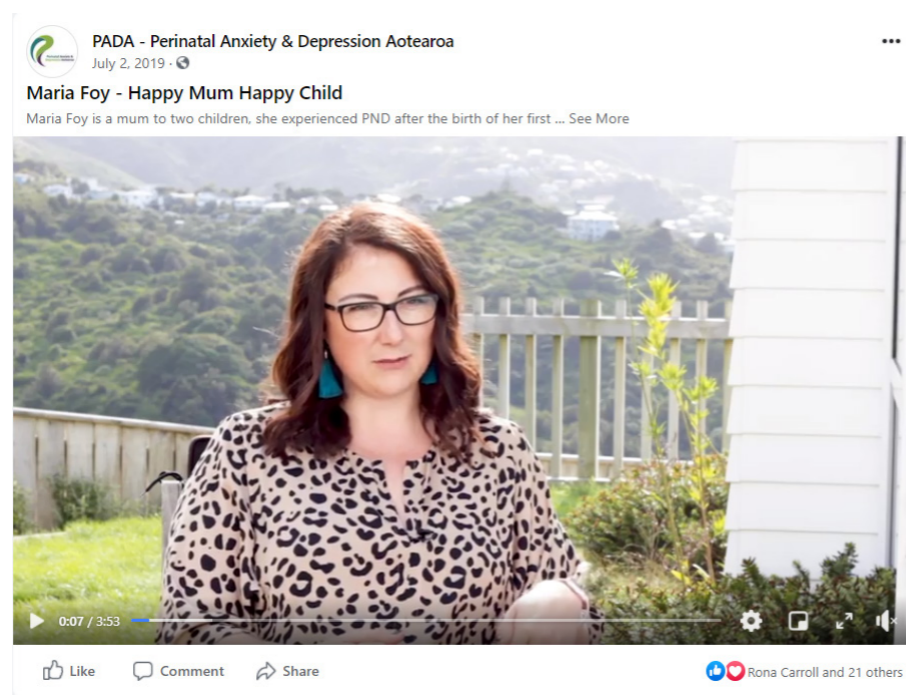 PADA - Perinatal Anxiety & Depression Aotearoa
July 2, 2019 ·
Maria Foy - Happy Mum Happy Child
Maria Foy is a mum to two children, she experienced PND after the birth of her first ... See More
0:07 / 3:53
Like Comment Share Rona Carroll and 21 others